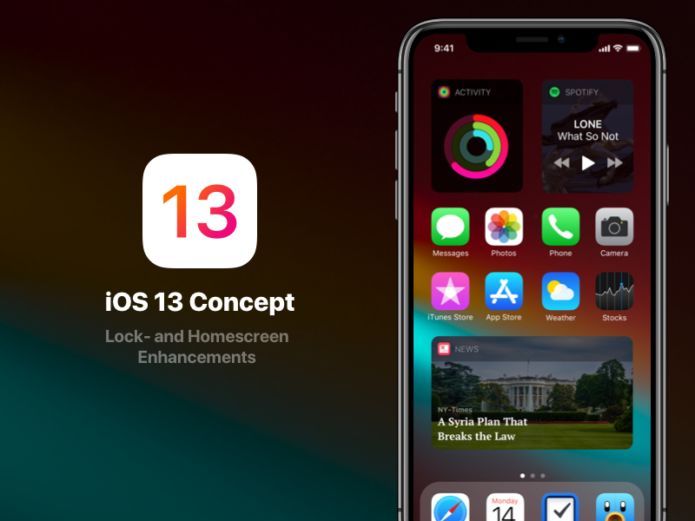 13
iOS 13 Concept
Lock- and Homescreen
Enhancements
9:41
ACTIVITY
SPOTIFY
LONE
What So Not
Messages
Photos
Phone
Camera
iTunes Store
App Store
Weather
Stocks
NEWS
NY-Times
A Syria Plan That
Breaks the Law
Monday
14